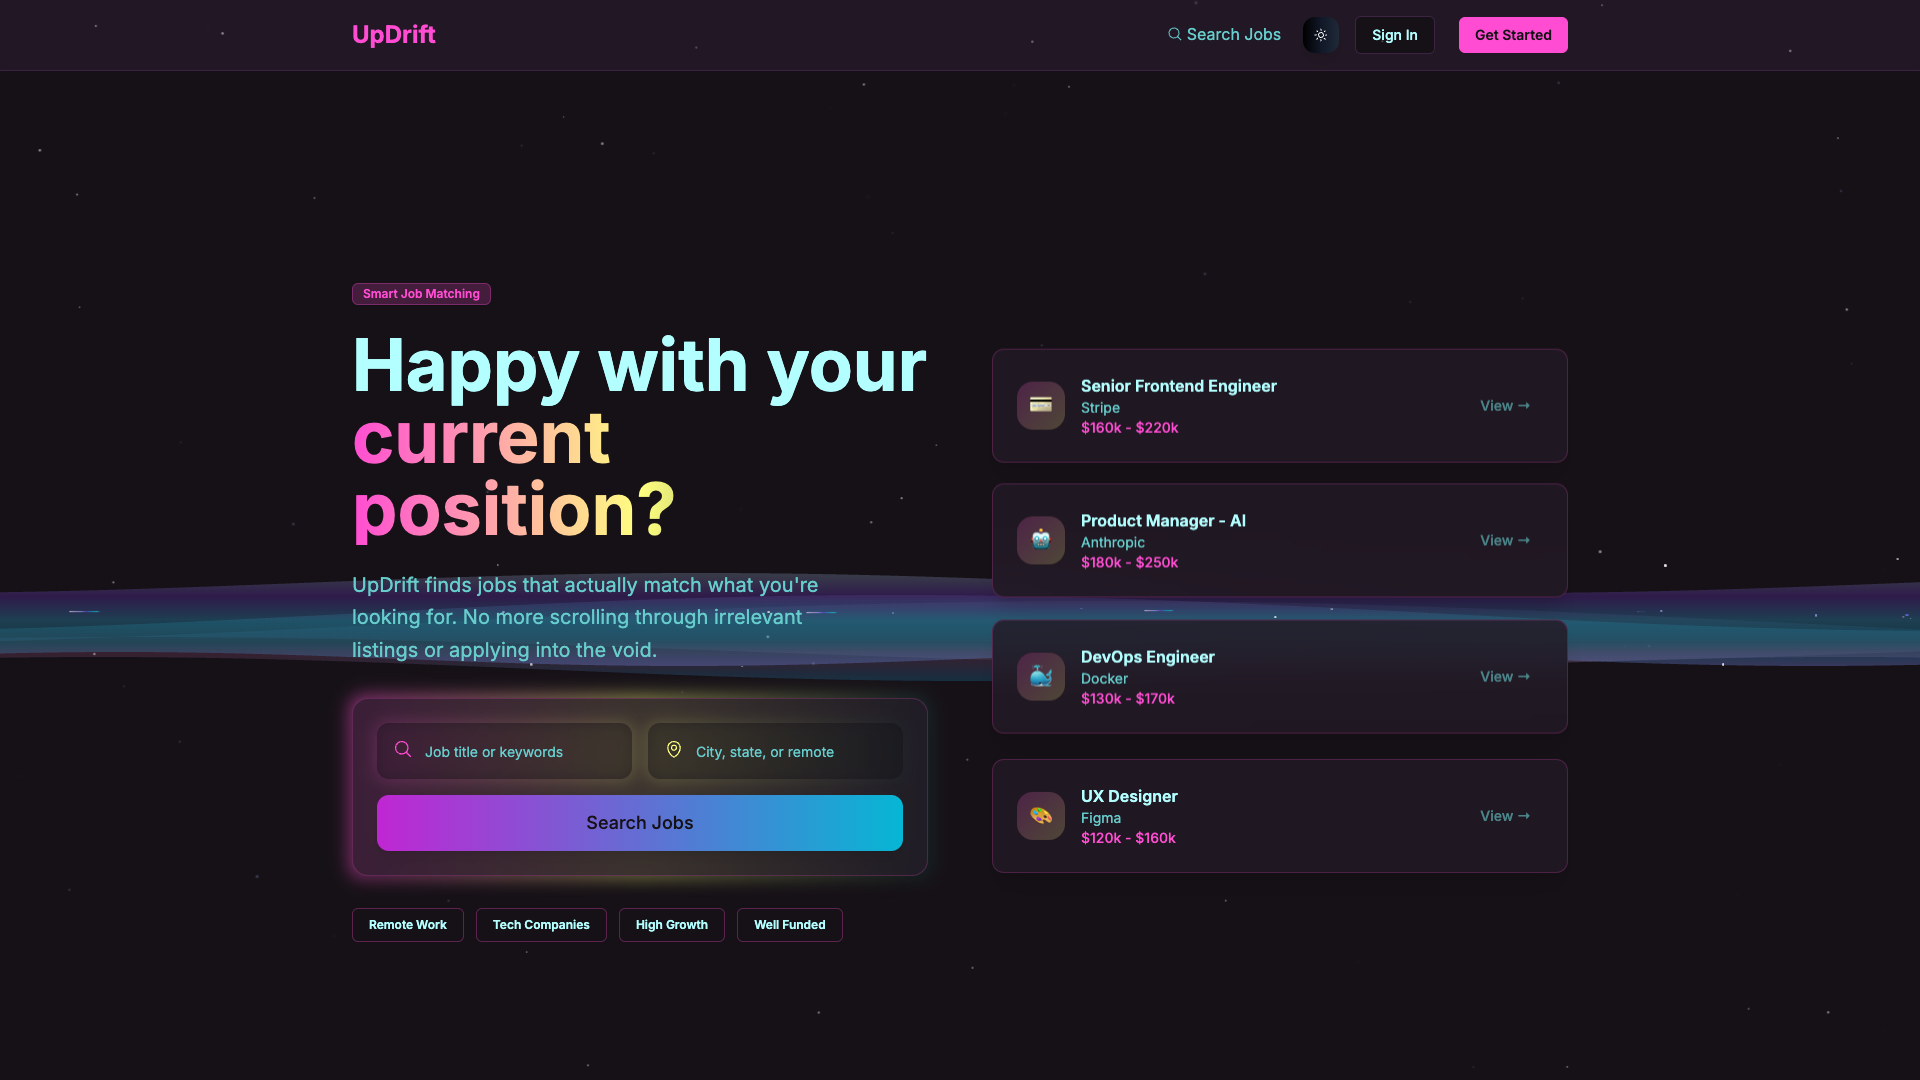 UpDrift
Search Jobs
Sign In
Get Started
Smart Job Matching
Happy with your
current
position?
UpDrift finds jobs that actually match what you're
looking for. No more scrolling through irrelevant
listings or applying into the void.
Job title or keywords
City, state, or remote
Search Jobs
Remote Work
Tech Companies
High Growth
Well Funded
Senior Frontend Engineer
Stripe
$160k - $220k
View →
Product Manager - AI
Anthropic
$180k - $250k
View →
DevOps Engineer
Docker
$130k - $170k
View →
UX Designer
Figma
$120k - $160k
View →